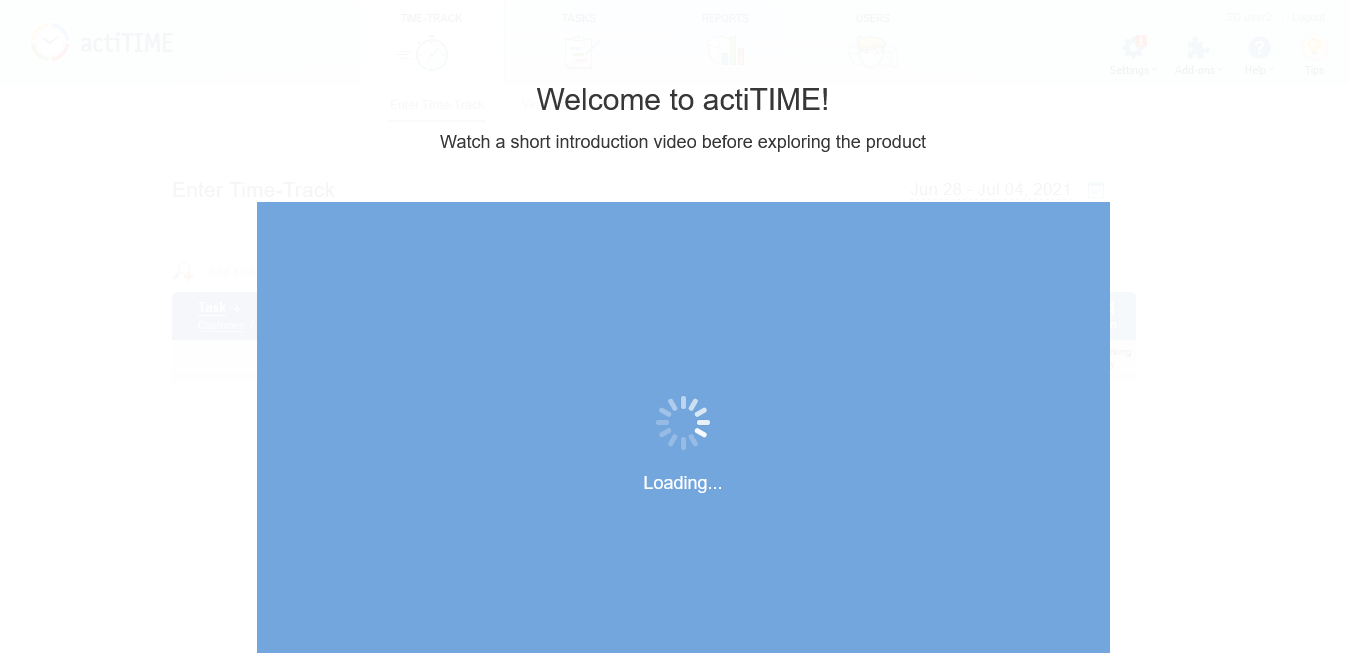 TIME-TRACK TASKS REPORTS USERS
Logout
actiTIME
Settings Add-ons Help Tips
Enter Time-Track
Welcome to actiTIME!
Watch a short introduction video before exploring the product
Enter Time-Track Jun 28 - Jul 04, 2021
Task
Customer
Loading...